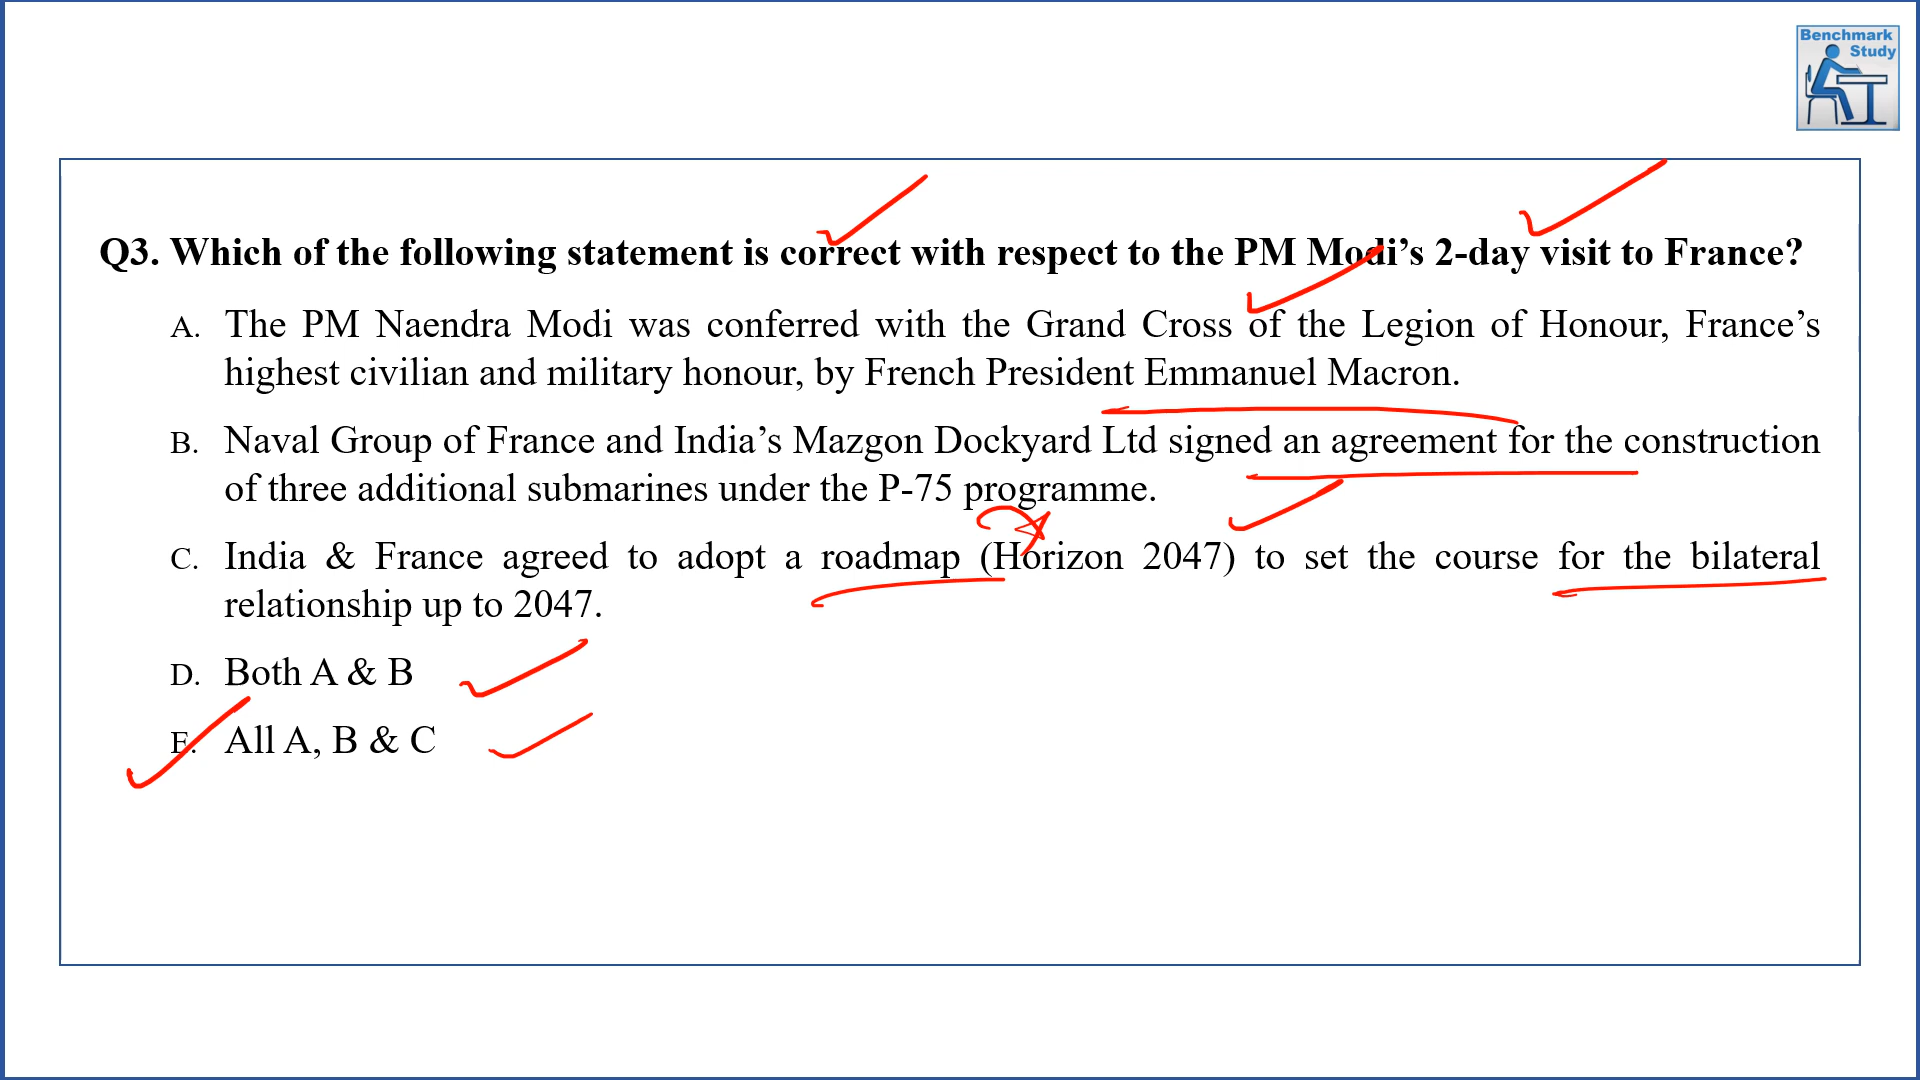 Benchmark
Study
Q3. Which of the following statement is correct with respect to the PM Modi’s 2-day visit to France?
A. The PM Naendra Modi was conferred with the Grand Cross of the Legion of Honour, France’s
highest civilian and military honour, by French President Emmanuel Macron.
B. Naval Group of France and India’s Mazgon Dockyard Ltd signed an agreement for the construction
of three additional submarines under the P-75 programme.
C. India & France agreed to adopt a roadmap (Horizon 2047) to set the course for the bilateral
relationship up to 2047.
D. Both A & B
E. All A, B & C